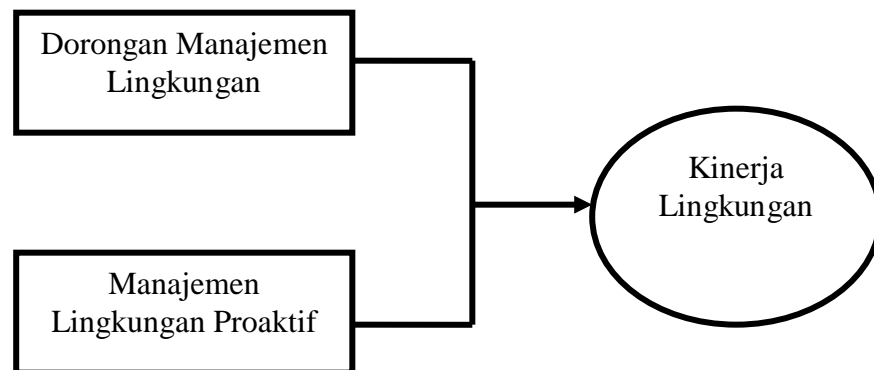 Dorongan Manajemen
Lingkungan
Kinerja
Lingkungan
Manajemen
Lingkungan Proaktif